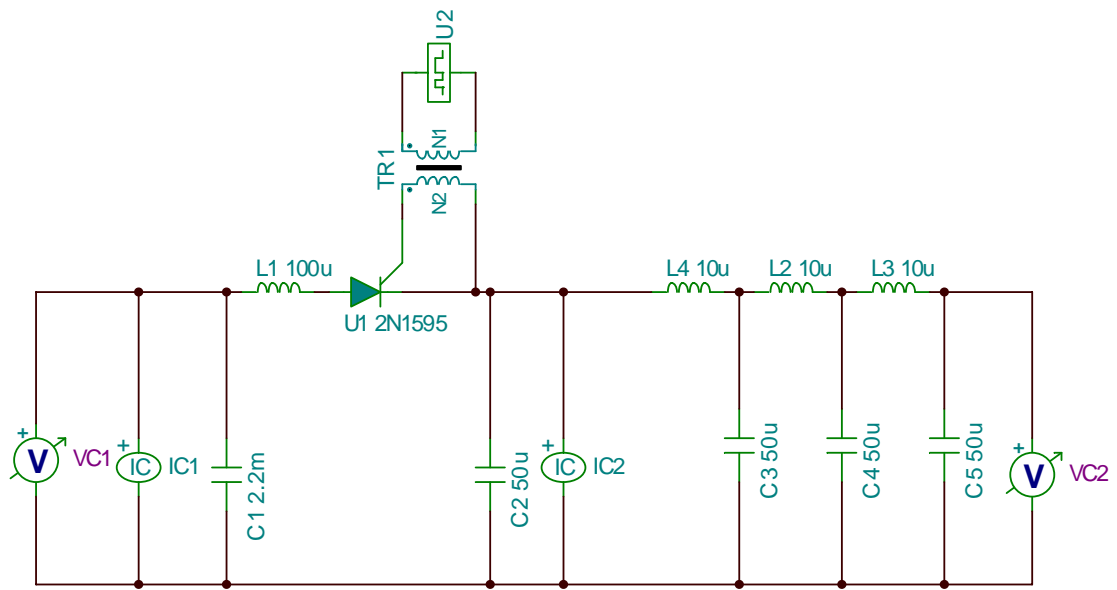 U2
TR1
N1
N2
L1 100u
U1 2N1595
L4 10u
L2 10u
L3 10u
+
V
VC1
+
IC
IC1
C1 2.2m
C2 50u
+
IC
IC2
C3 50u
C4 50u
C5 50u
+
V
VC2